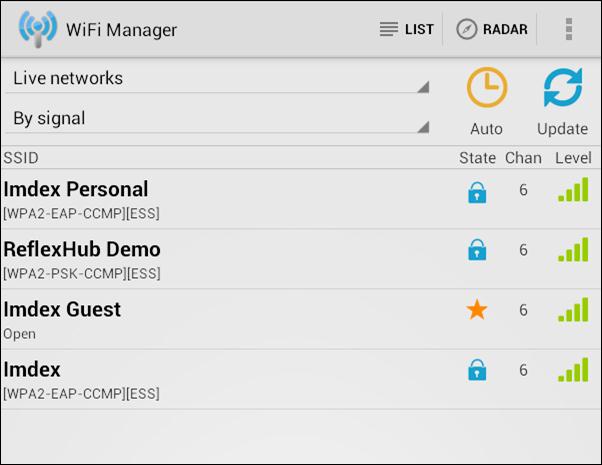 WiFi Manager LIST RADAR
Live networks
By signal
Auto Update
SSID State Chan Level
Imdex Personal 6
[WPA2-EAP-CCMP][ESS]
ReflexHub Demo 6
[WPA2-PSK-CCMP][ESS]
Imdex Guest 6
Open
Imdex 6
[WPA2-EAP-CCMP][ESS]